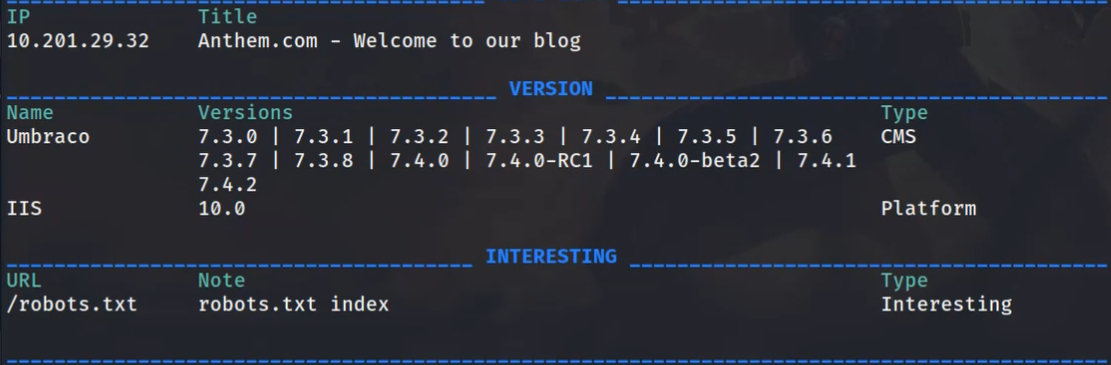 IP Title
10.201.29.32 Anthem.com - Welcome to our blog
VERSION
Name Versions Type
Umbraco 7.3.0 | 7.3.1 | 7.3.2 | 7.3.3 | 7.3.4 | 7.3.5 | 7.3.6 CMS
7.3.7 | 7.3.8 | 7.4.0 | 7.4.0-RC1 | 7.4.0-beta2 | 7.4.1
7.4.2
IIS 10.0 Platform
INTERESTING
URL Note Type
/robots.txt robots.txt index Interesting